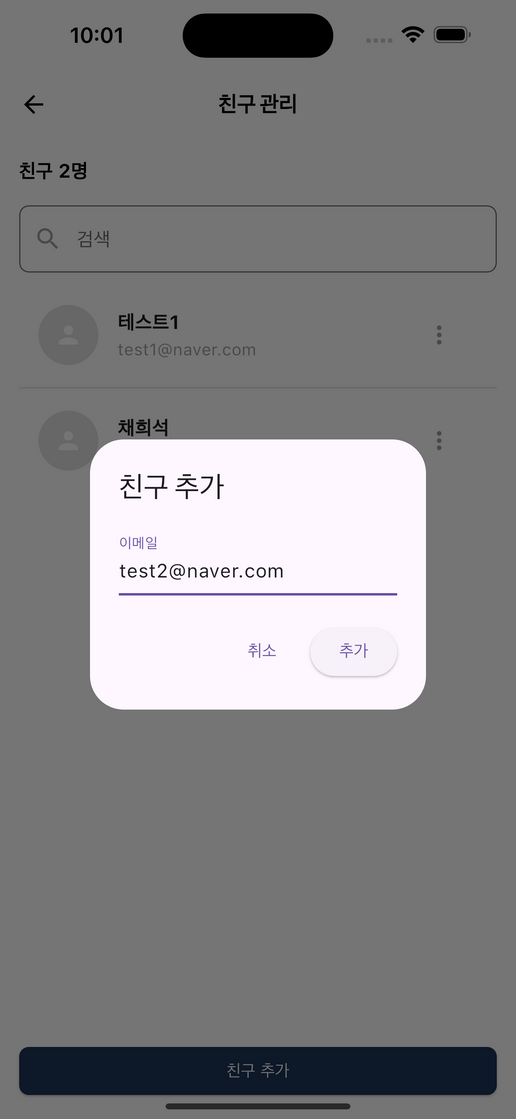 10:01
친구 관리
친구 2명
검색
테스트1
test1@naver.com
채희석
친구 추가
이메일
test2@naver.com
취소 추가
친구 추가